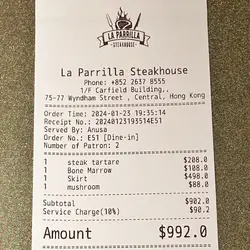 LA PARRILLA
STEAKHOUSE
La Parrilla Steakhouse
Phone: +852 2637 8555
1/F Carfield Building,,
75-77 Wyndham Street , Central, Hong Kong
Order Time: 2024-01-23 19:35:14
Receipt No.: 20240123193514E51
Served By: Anusa
Order No.: E51 [Dine-in]
Number of Patron: 2
1 steak tartare $208.0
1 Bone Marrow $108.0
1 Skirt $498.0
1 mushroom $88.0
Subtotal $902.0
Service Charge(10%) $90.2
Amount $992.0